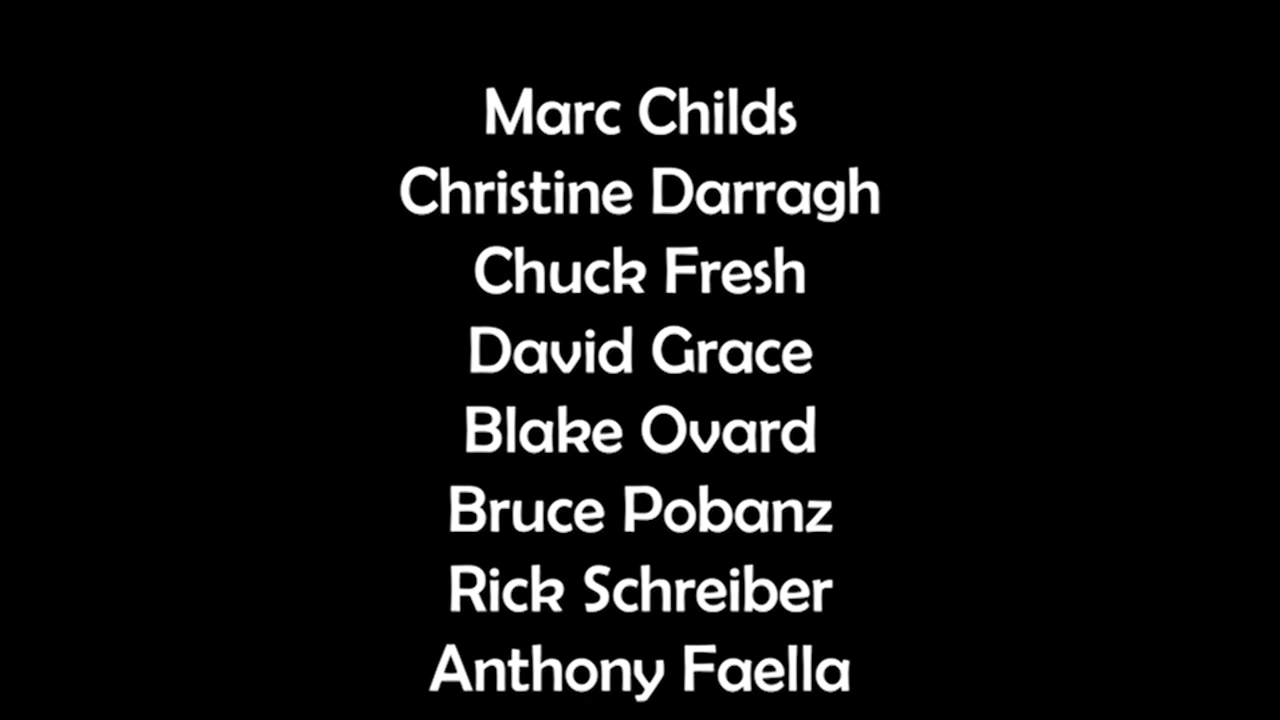 Marc Childs
Christine Darragh
Chuck Fresh
David Grace
Blake Ovard
Bruce Pobanz
Rick Schreiber
Anthony Faella